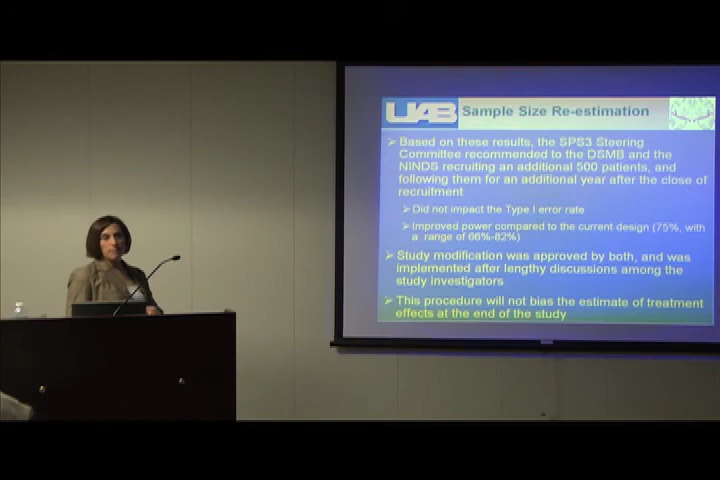 UAB
Sample Size Re-estimation
➢ Based on these results, the SPS3 Steering
Committee recommended to the DSMB and the
NINDS recruiting an additional 500 patients, and
following them for an additional year after the close of
recruitment
➢ Did not impact the Type I error rate
➢ Improved power compared to the current design (75%, with
a range of 66%-82%)
➢ Study modification was approved by both, and was
implemented after lengthy discussions among the
study investigators
➢ This procedure will not bias the estimate of treatment
effects at the end of the study